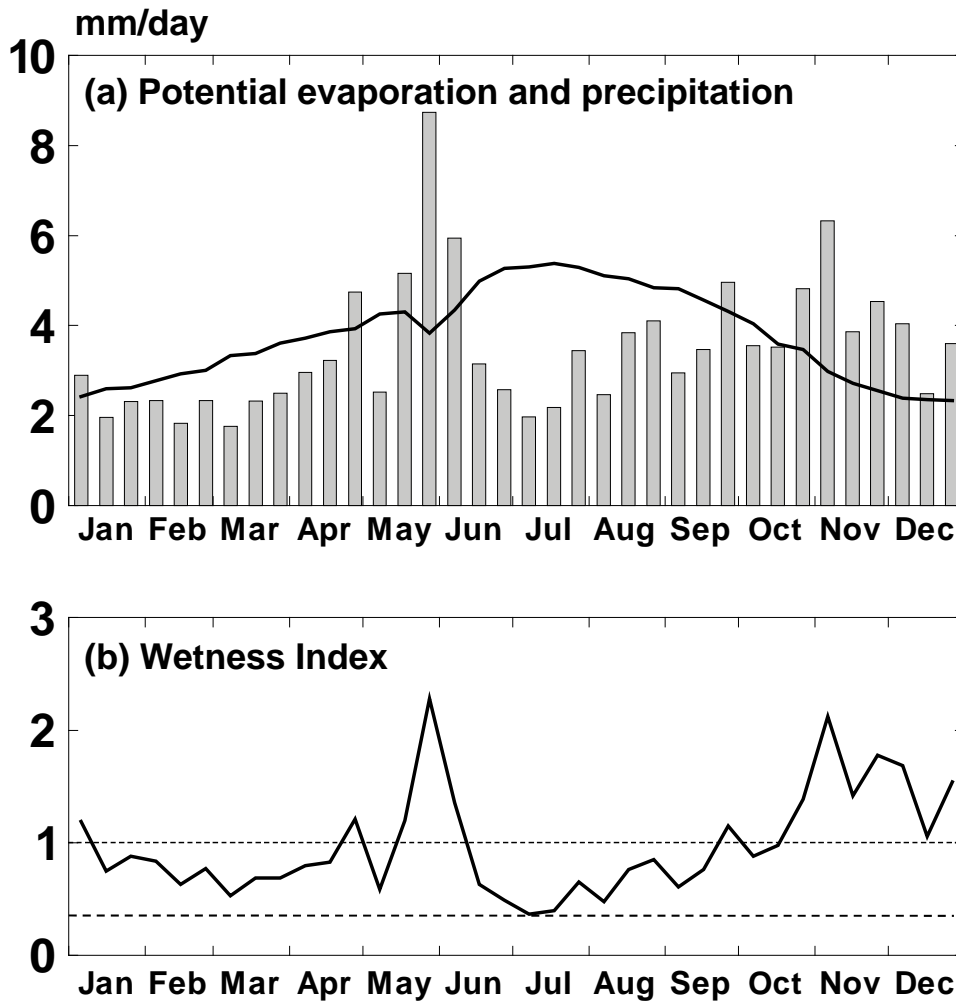 mm/day
10
(a) Potential evaporation and precipitation
8
6
4
2
0
Jan Feb Mar Apr May Jun Jul Aug Sep Oct Nov Dec
3
(b) Wetness Index
2
1
0
Jan Feb Mar Apr May Jun Jul Aug Sep Oct Nov Dec